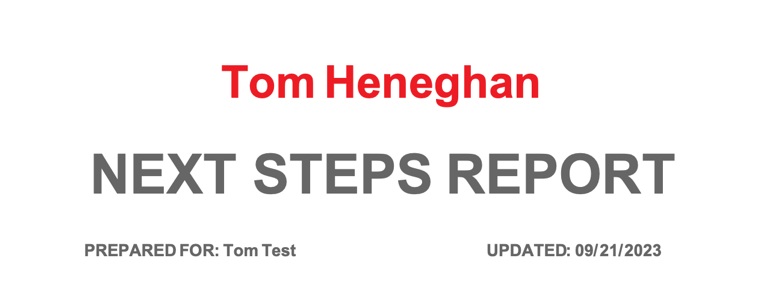 Tom Heneghan
NEXT STEPS REPORT
PREPARED FOR: Tom Test UPDATED: 09/21/2023